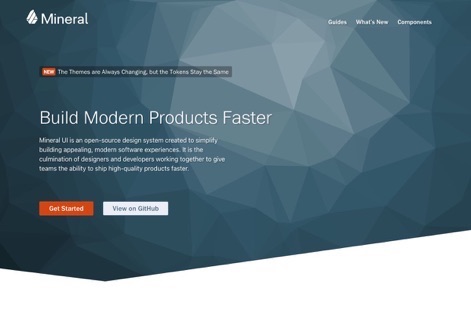 Mineral
Guides What's New Components
NEW The Themes are Always Changing, but the Tokens Stay the Same
Build Modern Products Faster
Mineral UI is an open-source design system created to simplify
building appealing, modern software experiences. It is the
culmination of designers and developers working together to give
teams the ability to ship high-quality products faster.
Get Started View on GitHub